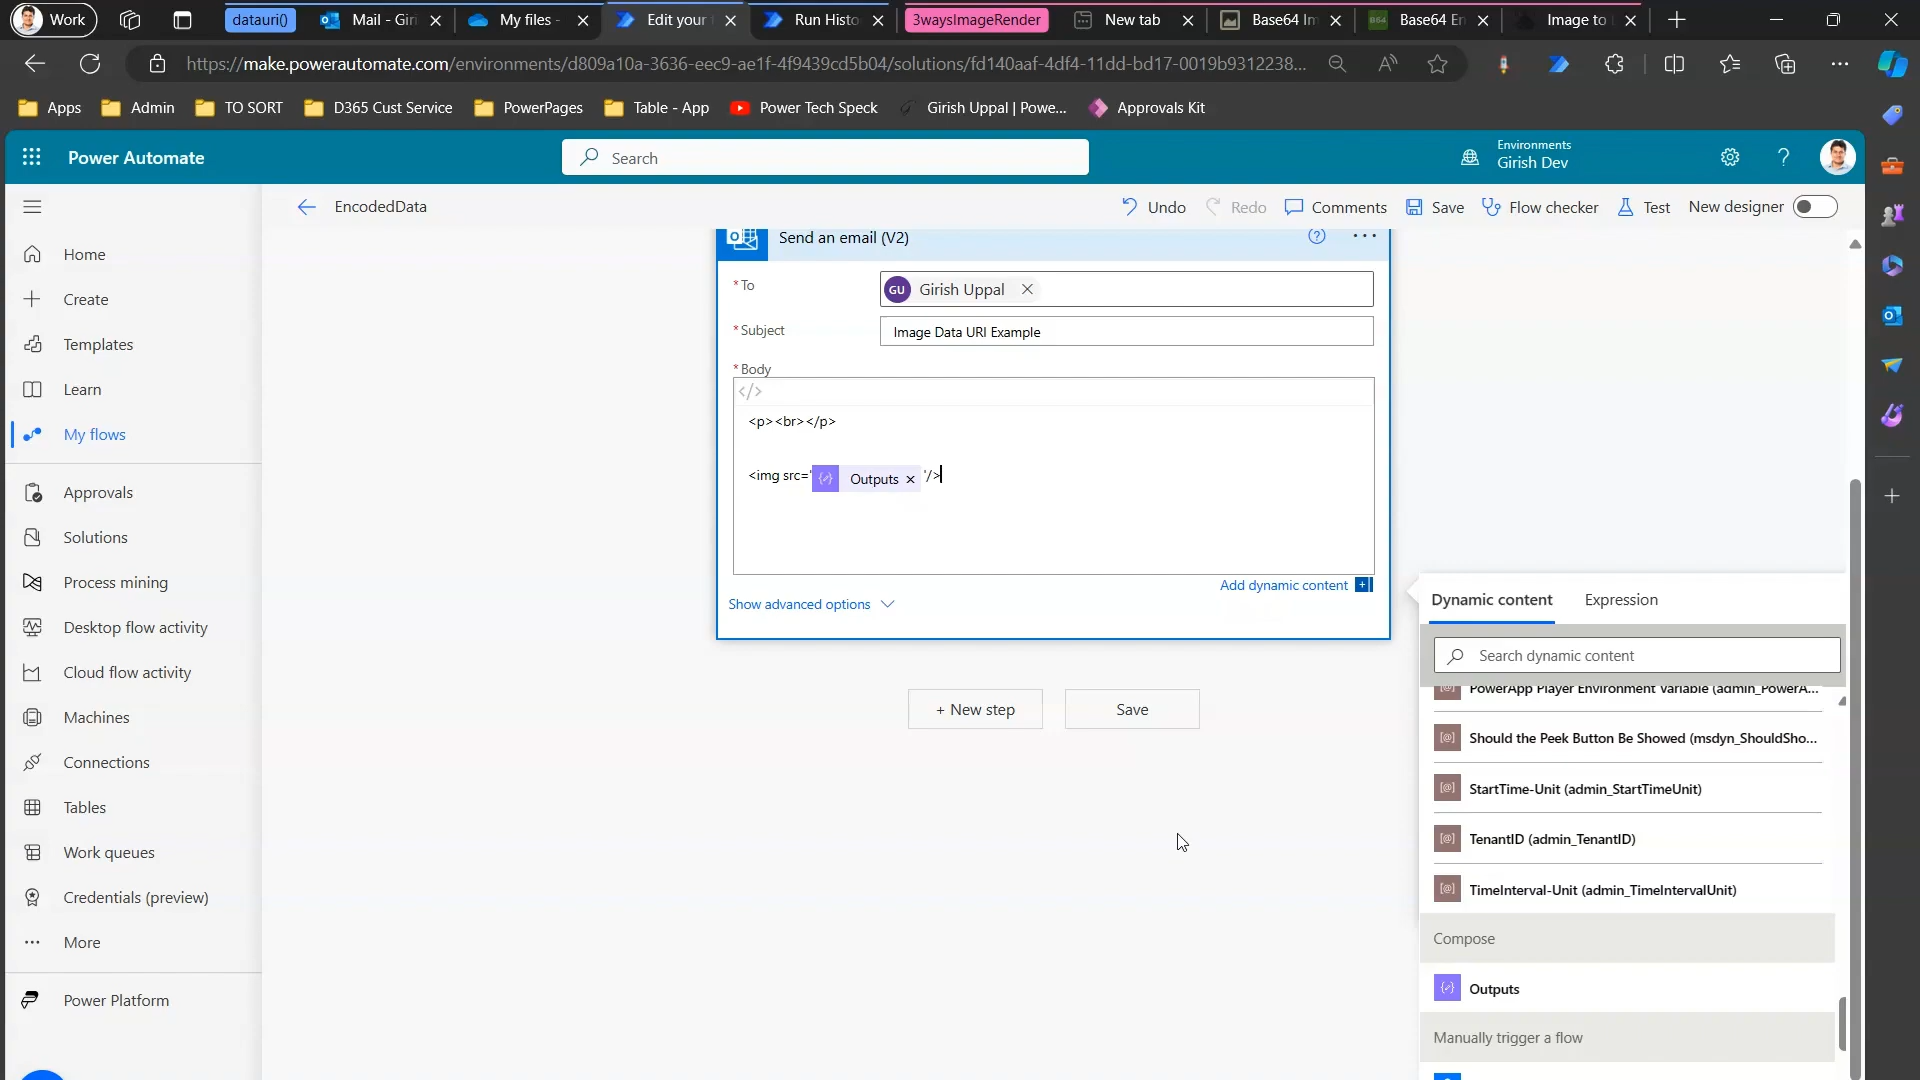 Work
datauri()
Mail - Giri
My files -
Edit your
Run Histo
3waysImageRender
New tab
Base64 Im
Base64 En
Image to
https://make.powerautomate.com/environments/d809a10a-3636-eec9-ae1f-4f9439cd5b04/solutions/fd140aaf-4df4-11dd-bd17-0019b9312238...
Apps
Admin
TO SORT
D365 Cust Service
PowerPages
Table - App
Power Tech Speck
Girish Uppal | Powe...
Approvals Kit
Power Automate
Search
Environments
Girish Dev
EncodedData
Undo
Redo
Comments
Save
Flow checker
Test
New designer
Home
Create
Templates
Learn
My flows
Approvals
Solutions
Process mining
Desktop flow activity
Cloud flow activity
Machines
Connections
Tables
Work queues
Credentials (preview)
More
Power Platform
Send an email (V2)
* To
GU Girish Uppal
* Subject
Image Data URI Example
* Body
</>
<p><br></p>
<img src=' Outputs '/>
Add dynamic content
Show advanced options
+ New step
Save
Dynamic content
Expression
Search dynamic content
PowerApp Player Environment Variable (admin_PowerA...
Should the Peek Button Be Showed (msdyn_ShouldSho...
StartTime-Unit (admin_StartTimeUnit)
TenantID (admin_TenantID)
TimeInterval-Unit (admin_TimeIntervalUnit)
Compose
Outputs
Manually trigger a flow